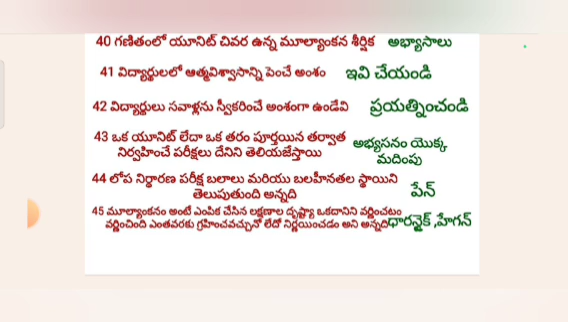 40 గణితంలో యూనిట్ చివర ఉన్న మూల్యాంకన శీర్షిక అభ్యాసాలు
41 విద్యార్థులలో ఆత్మవిశ్వాసాన్ని పెంచే అంశం ఇవి చేయండి
42 విద్యార్థులు సవాళ్లను స్వీకరించే అంశంగా ఉండేవి ప్రయత్నించండి
43 ఒక యూనిట్ లేదా ఒక తరం పూర్తయిన తర్వాత అభ్యసనం యొక్క
నిర్వహించే పరీక్షలు దేనిని తెలియజేస్తాయి మదింపు
44 లోప నిర్ధారణ పరీక్ష బలాలు మరియు బలహీనతల స్థాయిని
తెలుపుతుంది అన్నది పేన్
45 మూల్యాంకనం అంటే ఎంపిక చేసిన లక్షణాల దృష్ట్యా ఒకదానిని వర్ణించటం
వర్ణించింది ఎంతవరకు గ్రహించవచ్చునో లేదో నిర్ణయించడం అని అన్నది థారన్డైక్ ,హేగన్